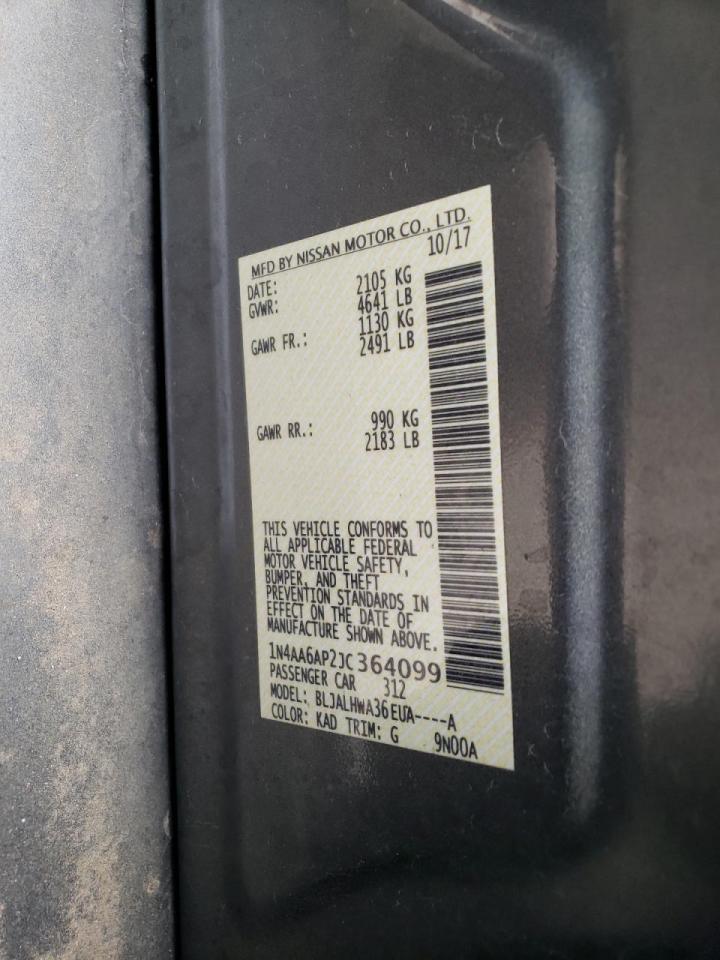 MFD BY NISSAN MOTOR CO., LTD.
DATE: 10/17
GVWR: 2105 KG
4641 LB
GAWR FR.: 1130 KG
2491 LB
GAWR RR.: 990 KG
2183 LB
THIS VEHICLE CONFORMS TO
ALL APPLICABLE FEDERAL
MOTOR VEHICLE SAFETY,
BUMPER, AND THEFT
PREVENTION STANDARDS IN
EFFECT ON THE DATE OF
MANUFACTURE SHOWN ABOVE.
1N4AA6AP2JC364099
PASSENGER CAR 312
MODEL: BLJALHWA36EUA----A
COLOR: KAD TRIM: G 9N00A